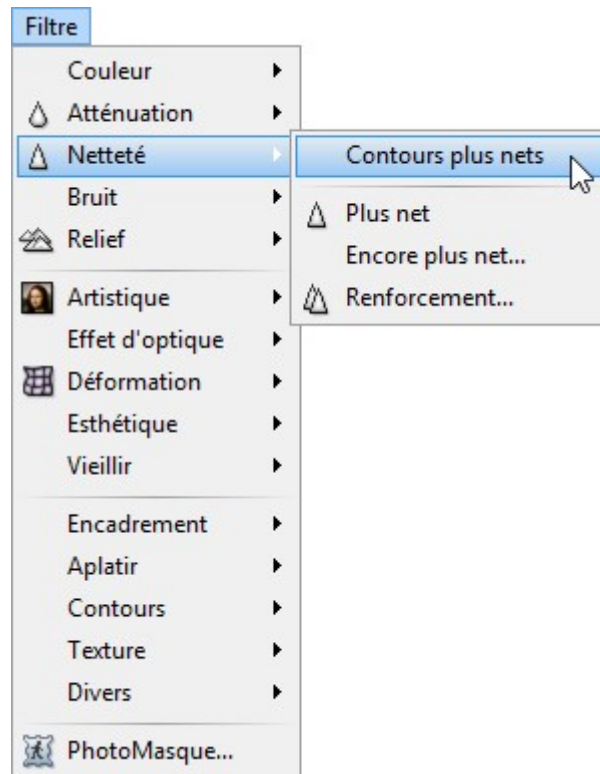 Filtre
Couleur
Atténuation
Netteté
Contours plus nets
Bruit
Plus net
Relief
Encore plus net...
Artistique
Renforcement...
Effet d'optique
Déformation
Esthétique
Vieillir
Encadrement
Aplatir
Contours
Texture
Divers
PhotoMasque...